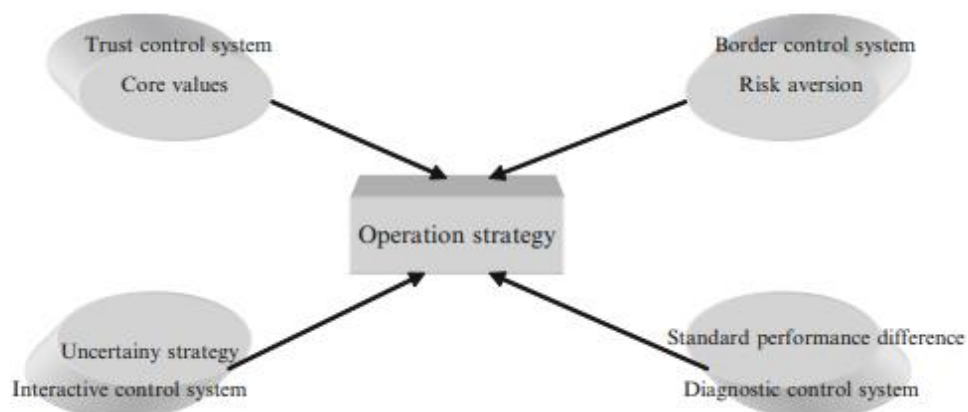 Trust control system
Core values
Border control system
Risk aversion
Operation strategy
Uncertainy strategy
Interactive control system
Standard performance difference
Diagnostic control system